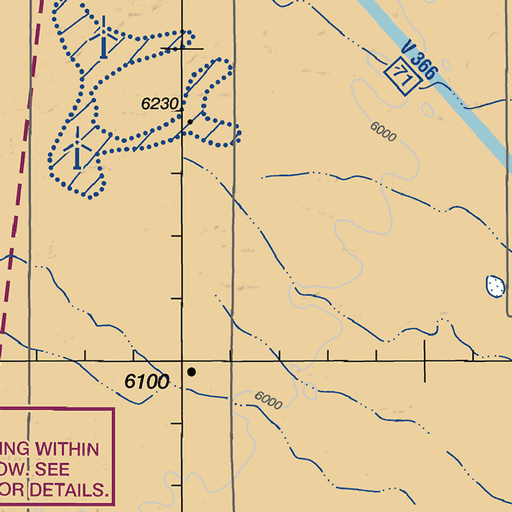 V 366
71
6230
6000
6100
6000
ING WITHIN
OW. SEE
OR DETAILS.